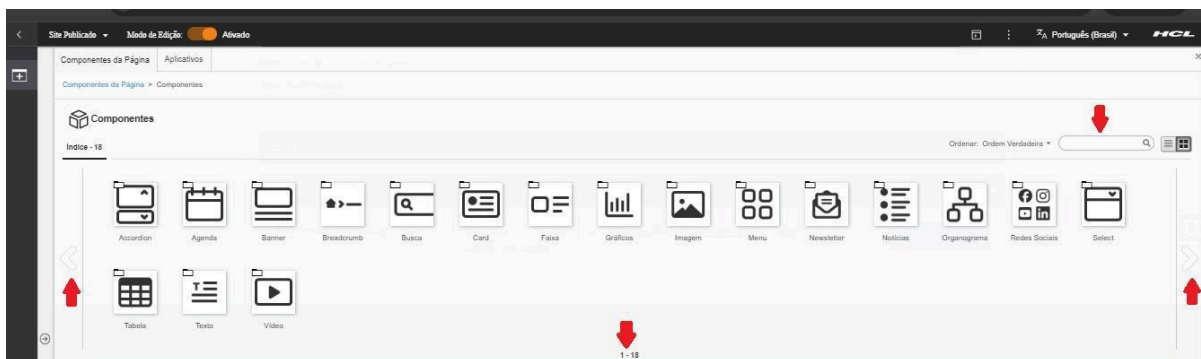 Site Publicado Modo de Edição: Ativado Português (Brasil) HCL
Componentes da Página Aplicativos
Componentes da Página > Componentes
Componentes
Indice - 18 Ordenar: Ordem Verdadeira
Accordion Agenda Banner Breadcrumb Busca Card Faixa Gráficos Imagem Menu Newsletter Notícias Organograma Redes Sociais Select
Tabela Texto Vídeo
1 - 18